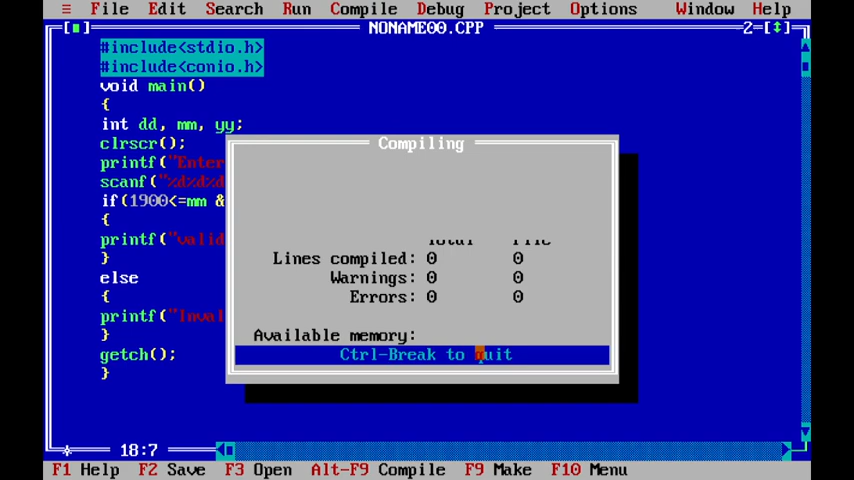 ≡ File Edit Search Run Compile Debug Project Options Window Help
[■] NONAME00.CPP 2=[↕]
#include<stdio.h>
#include<conio.h>
void main()
{
int dd, mm, yy;
clrscr();
printf("Enter
scanf("%d%d%d
if(1900<=mm &
{
printf("valid
}
else
{
printf("Inval
}
getch();
}
Compiling
Total File
Lines compiled: 0 0
Warnings: 0 0
Errors: 0 0
Available memory:
Ctrl-Break to quit
18:7
F1 Help F2 Save F3 Open Alt-F9 Compile F9 Make F10 Menu